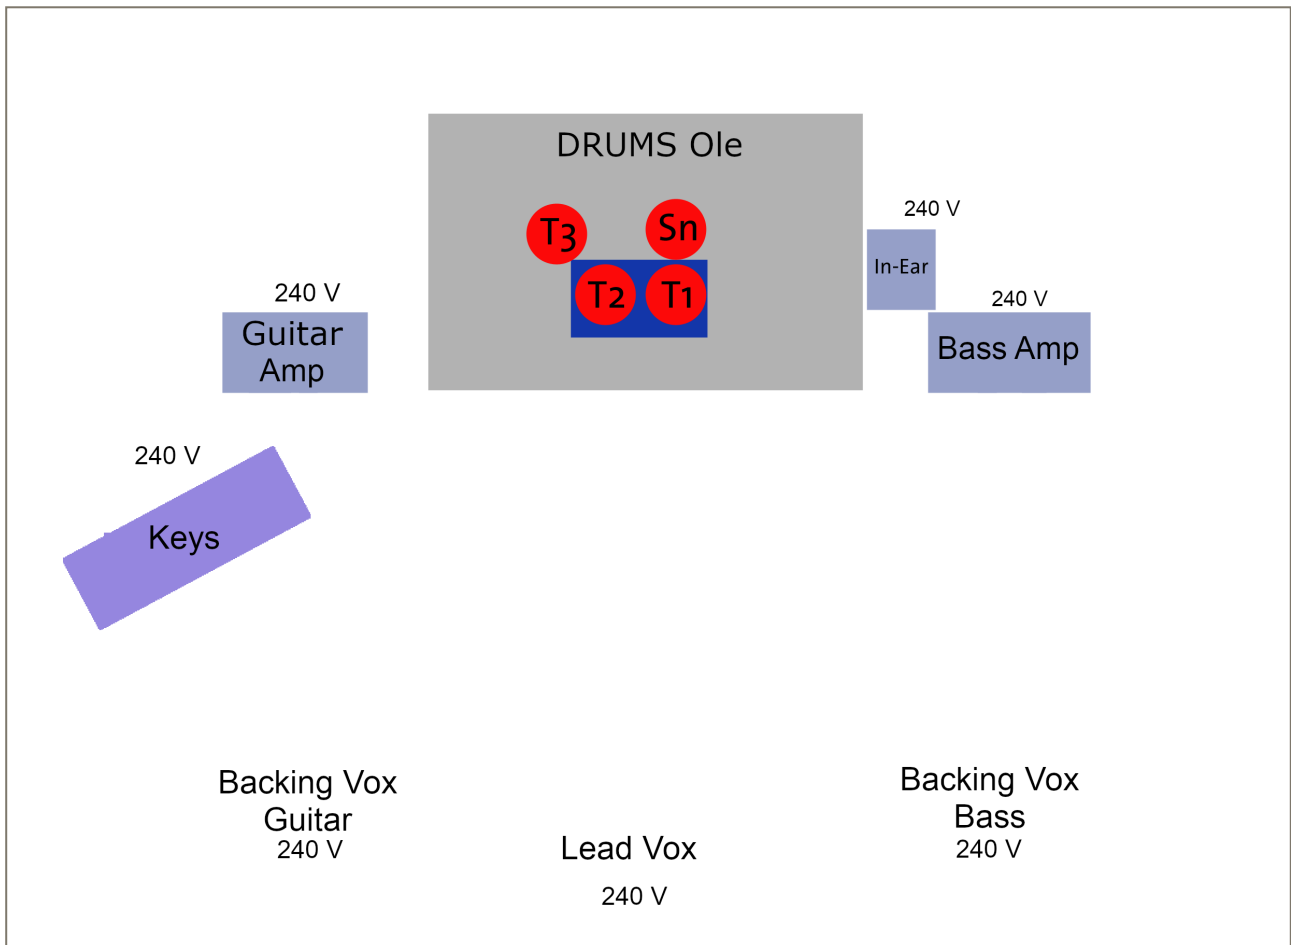 DRUMS Ole
T3
Sn
T2
T1
240 V
In-Ear
240 V
Bass Amp
240 V
Guitar
Amp
240 V
Keys
Backing Vox
Guitar
240 V
Lead Vox
240 V
Backing Vox
Bass
240 V